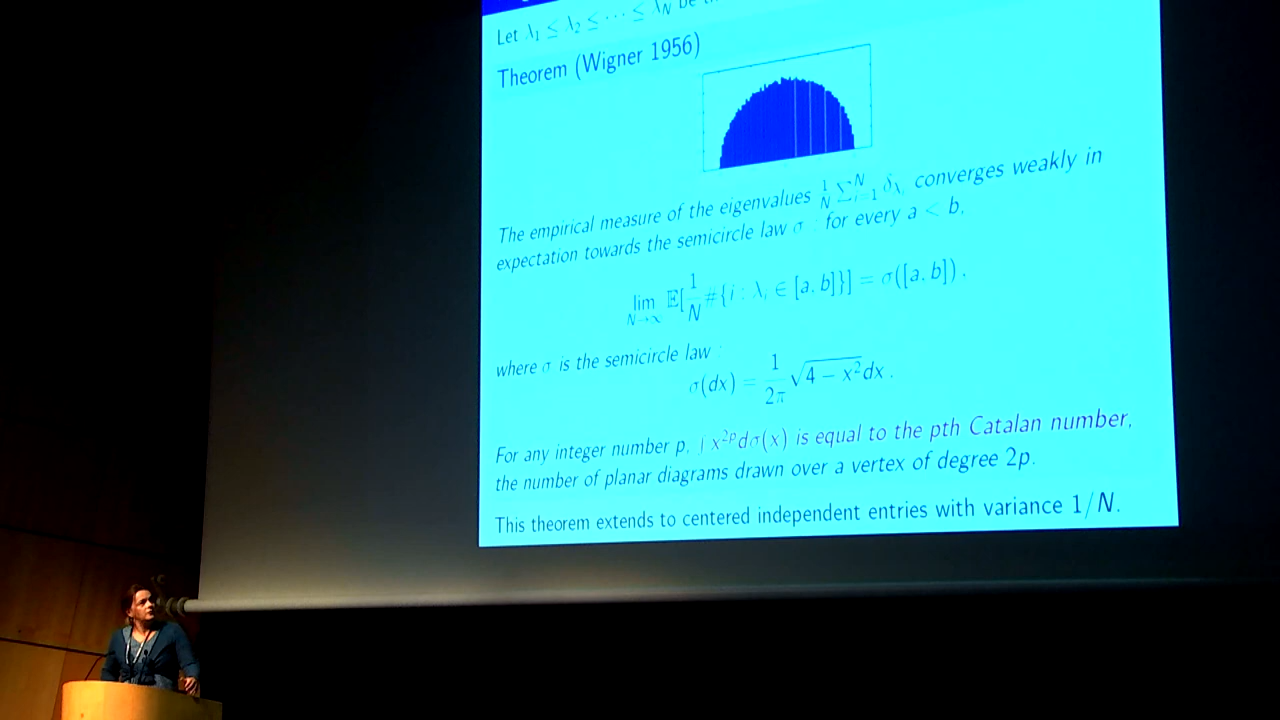 Let λ₁ ≤ λ₂ ≤ ⋯ ≤ λ_N be
Theorem (Wigner 1956)
The empirical measure of the eigenvalues 1/N ∑_{i=1}^N δ_{λ_i} converges weakly in
expectation towards the semicircle law σ : for every a < b,
lim_{N→∞} 𝔼[1/N #{i : λ_i ∈ [a, b]}] = σ([a, b]) .
where σ is the semicircle law :
σ(dx) = 1/2π √(4 − x²)dx .
For any integer number p, ∫ x^{2p}dσ(x) is equal to the pth Catalan number,
the number of planar diagrams drawn over a vertex of degree 2p.
This theorem extends to centered independent entries with variance 1/N.